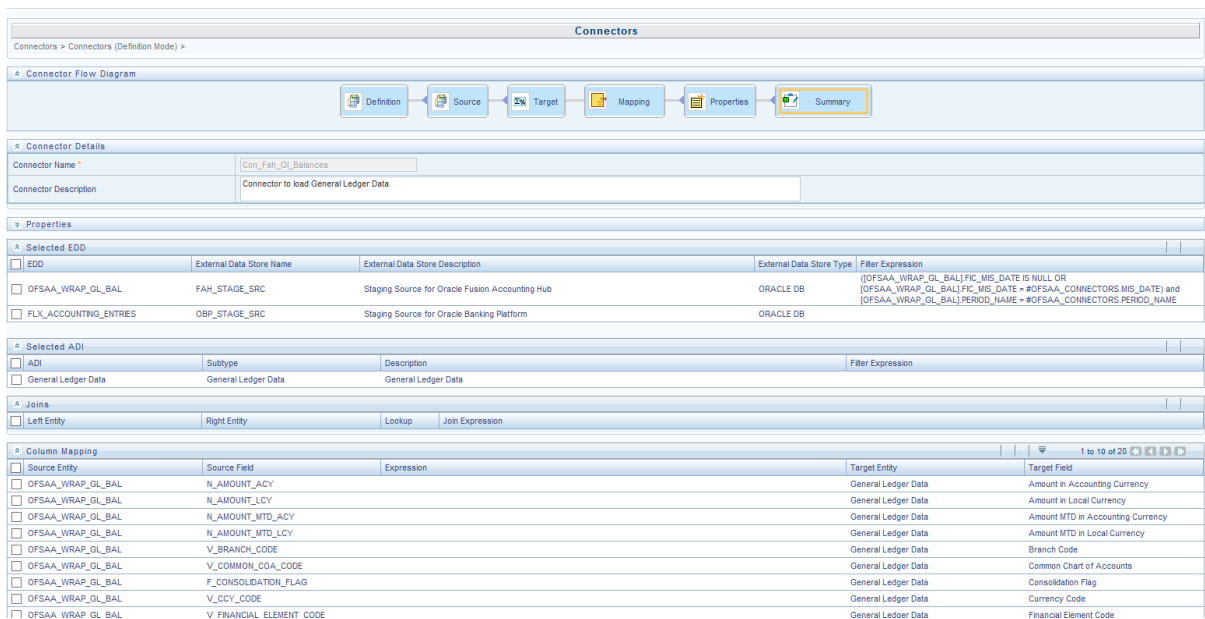 Connectors
Connectors > Connectors (Definition Mode) >
Connector Flow Diagram
Definition Source Target Mapping Properties Summary
Connector Details
Connector Name * Con_Fah_Gl_Balances
Connector Description Connector to load General Ledger Data
Properties
Selected EDD
EDD External Data Store Name External Data Store Description External Data Store Type Filter Expression
OFSAA_WRAP_GL_BAL FAH_STAGE_SRC Staging Source for Oracle Fusion Accounting Hub ORACLE DB ([OFSAA_WRAP_GL_BAL].FIC_MIS_DATE IS NULL OR
[OFSAA_WRAP_GL_BAL].FIC_MIS_DATE = #OFSAA_CONNECTORS.MIS_DATE) and
[OFSAA_WRAP_GL_BAL].PERIOD_NAME = #OFSAA_CONNECTORS.PERIOD_NAME
FLX_ACCOUNTING_ENTRIES OBP_STAGE_SRC Staging Source for Oracle Banking Platform ORACLE DB
Selected ADI
ADI Subtype Description Filter Expression
General Ledger Data General Ledger Data General Ledger Data
Joins
Left Entity Right Entity Lookup Join Expression
Column Mapping 1 to 10 of 20
Source Entity Source Field Expression Target Entity Target Field
OFSAA_WRAP_GL_BAL N_AMOUNT_ACY General Ledger Data Amount in Accounting Currency
OFSAA_WRAP_GL_BAL N_AMOUNT_LCY General Ledger Data Amount in Local Currency
OFSAA_WRAP_GL_BAL N_AMOUNT_MTD_ACY General Ledger Data Amount MTD in Accounting Currency
OFSAA_WRAP_GL_BAL N_AMOUNT_MTD_LCY General Ledger Data Amount MTD in Local Currency
OFSAA_WRAP_GL_BAL V_BRANCH_CODE General Ledger Data Branch Code
OFSAA_WRAP_GL_BAL V_COMMON_COA_CODE General Ledger Data Common Chart of Accounts
OFSAA_WRAP_GL_BAL F_CONSOLIDATION_FLAG General Ledger Data Consolidation Flag
OFSAA_WRAP_GL_BAL V_CCY_CODE General Ledger Data Currency Code
OFSAA_WRAP_GL_BAL V_FINANCIAL_ELEMENT_CODE General Ledger Data Financial Element Code